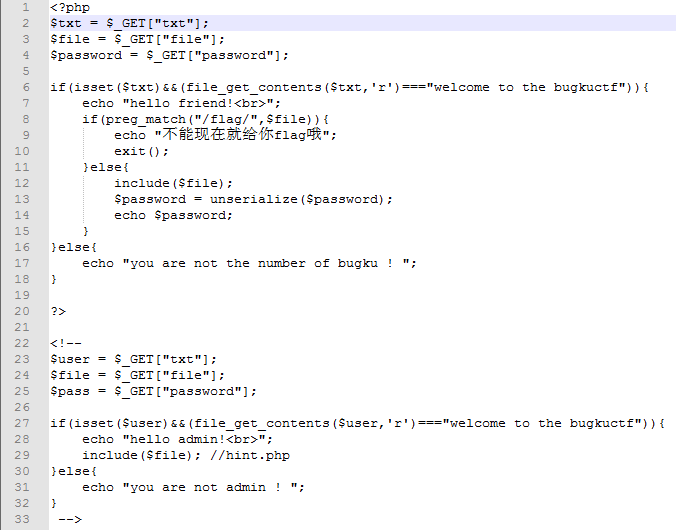 1 <?php
2 $txt = $_GET["txt"];
3 $file = $_GET["file"];
4 $password = $_GET["password"];
5
6 if(isset($txt)&&(file_get_contents($txt,'r')==="welcome to the bugkuctf")){
7     echo "hello friend!<br>";
8     if(preg_match("/flag/",$file)){
9         echo "不能现在就给你flag哦";
10         exit();
11     }else{
12         include($file);
13         $password = unserialize($password);
14         echo $password;
15     }
16 }else{
17     echo "you are not the number of bugku ! ";
18 }
19
20 ?>
21
22 <!--
23 $user = $_GET["txt"];
24 $file = $_GET["file"];
25 $pass = $_GET["password"];
26
27 if(isset($user)&&(file_get_contents($user,'r')==="welcome to the bugkuctf")){
28     echo "hello admin!<br>";
29     include($file); //hint.php
30 }else{
31     echo "you are not admin ! ";
32 }
33  -->